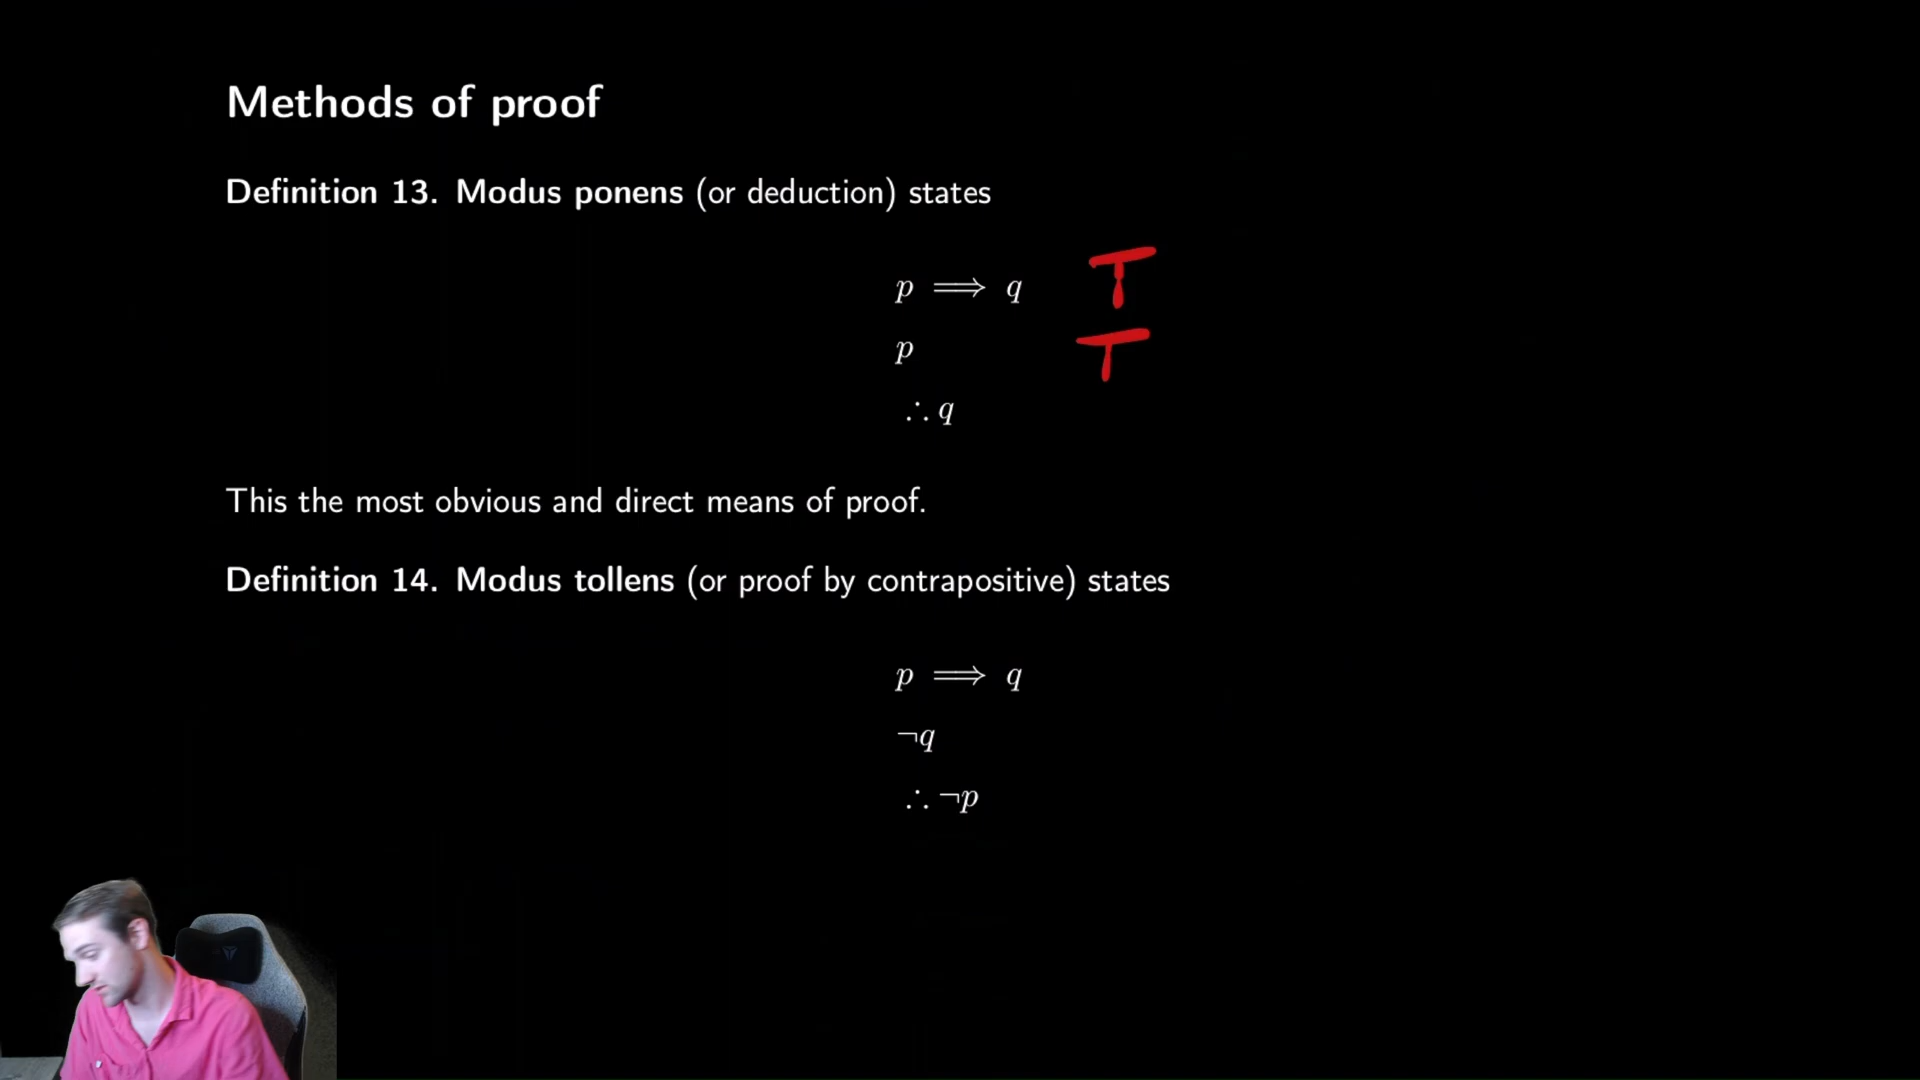 Methods of proof
Definition 13. Modus ponens (or deduction) states
p ⟹ q T
p T
∴ q
This the most obvious and direct means of proof.
Definition 14. Modus tollens (or proof by contrapositive) states
p ⟹ q
¬q
∴ ¬p